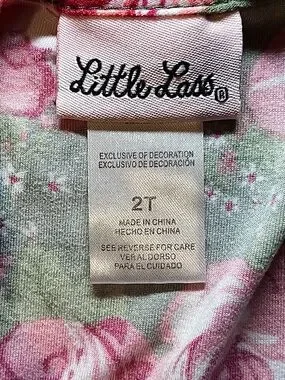 Little Lass®
EXCLUSIVE OF DECORATION
EXCLUSIVO DE DECORACIÓN
2T
MADE IN CHINA
HECHO EN CHINA
SEE REVERSE FOR CARE
VER AL DORSO
PARA EL CUIDADO